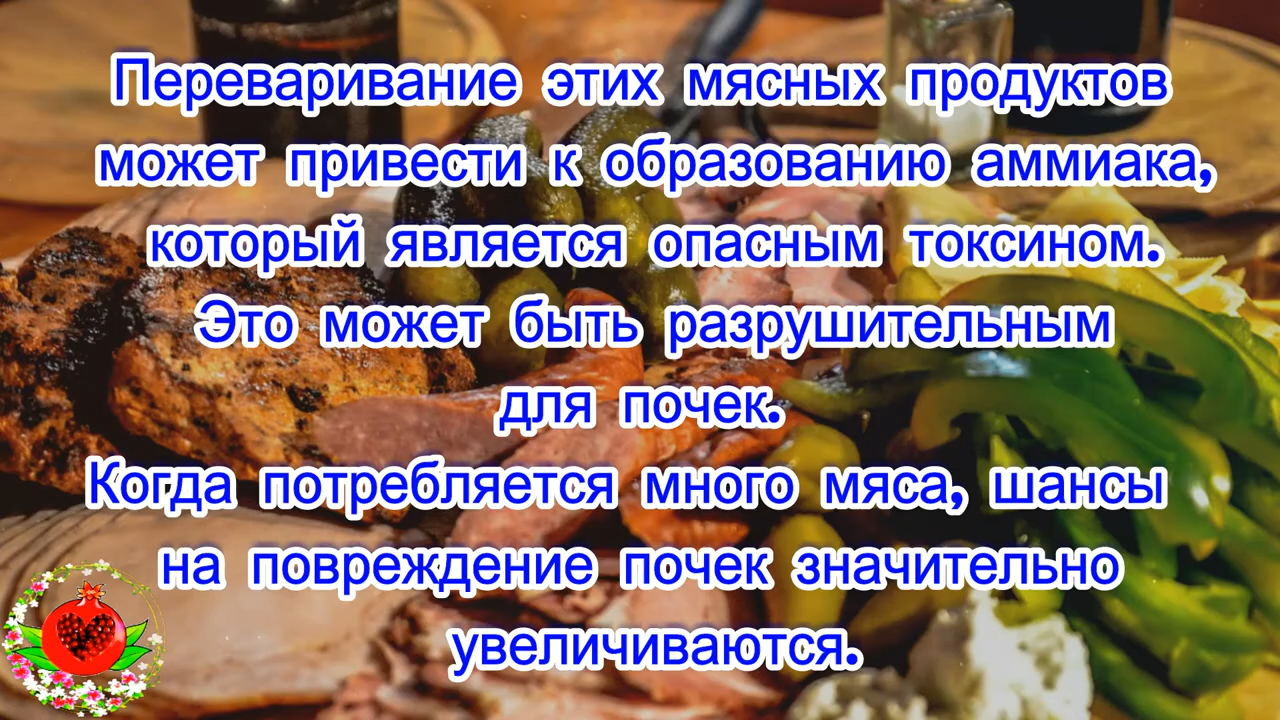 Переваривание этих мясных продуктов
может привести к образованию аммиака,
который является опасным токсином.
Это может быть разрушительным
для почек.
Когда потребляется много мяса, шансы
на повреждение почек значительно
увеличиваются.